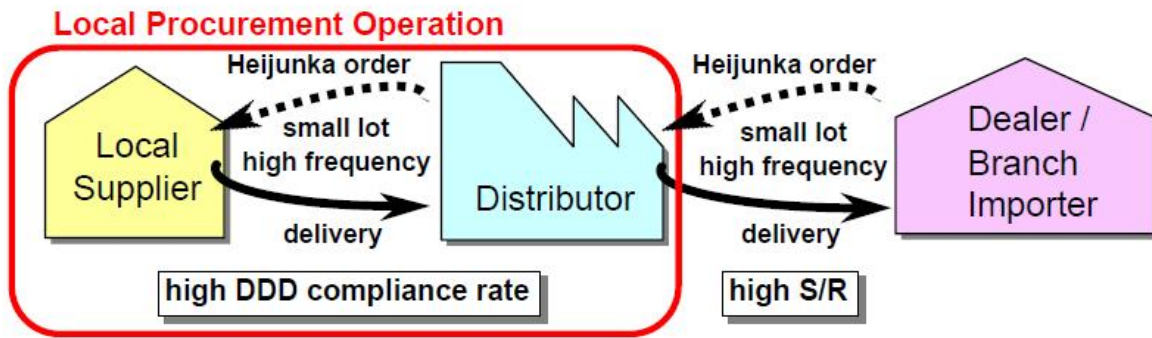 Local Procurement Operation
Heijunka order
Heijunka order
Local
Supplier
small lot
high frequency
Distributor
small lot
high frequency
Dealer /
Branch
Importer
delivery
delivery
high DDD compliance rate
high S/R